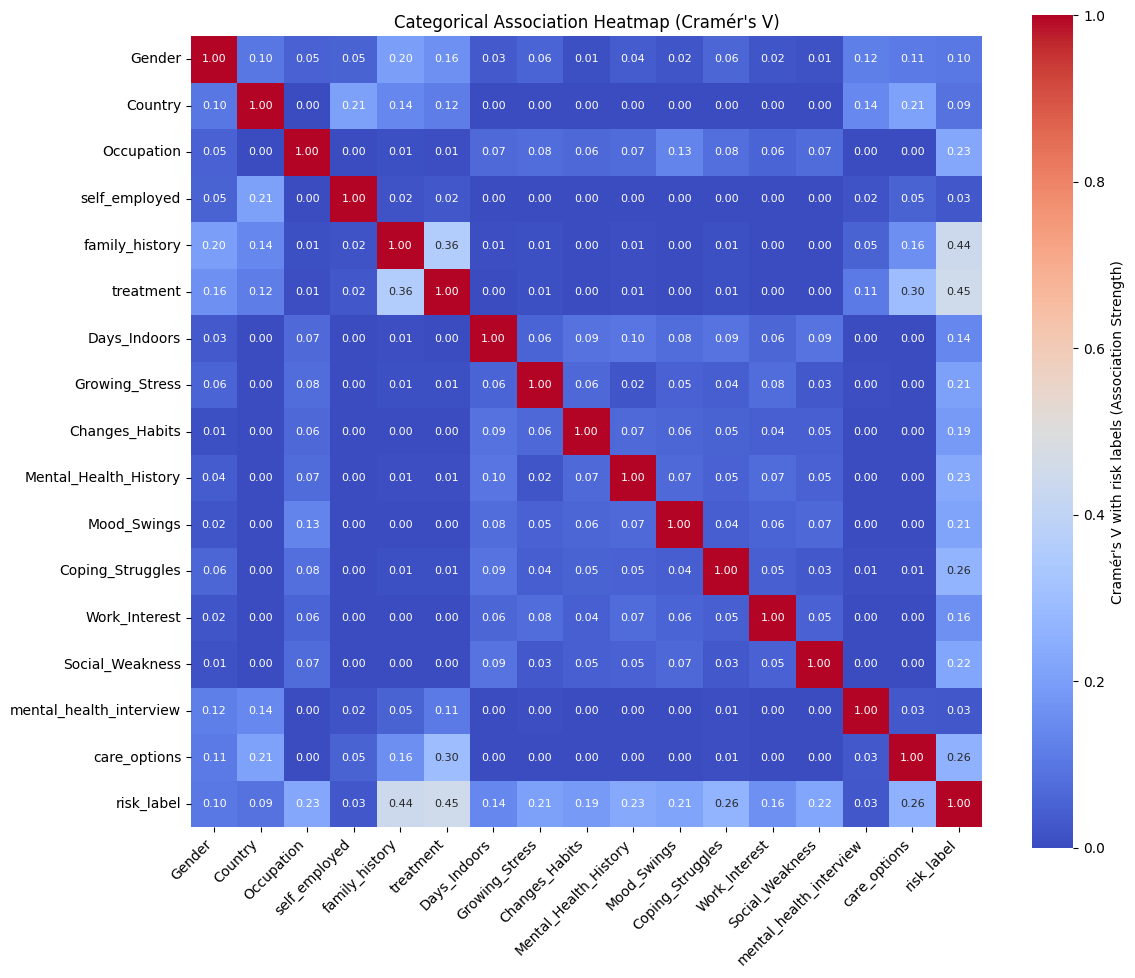 Categorical Association Heatmap (Cramér's V)
Gender 1.00 0.10 0.05 0.05 0.20 0.16 0.03 0.06 0.01 0.04 0.02 0.06 0.02 0.01 0.12 0.11 0.10
Country 0.10 1.00 0.00 0.21 0.14 0.12 0.00 0.00 0.00 0.00 0.00 0.00 0.00 0.00 0.14 0.21 0.09
Occupation 0.05 0.00 1.00 0.00 0.01 0.01 0.07 0.08 0.06 0.07 0.13 0.08 0.06 0.07 0.00 0.00 0.23
self_employed 0.05 0.21 0.00 1.00 0.02 0.02 0.00 0.00 0.00 0.00 0.00 0.00 0.00 0.00 0.02 0.05 0.03
family_history 0.20 0.14 0.01 0.02 1.00 0.36 0.01 0.01 0.00 0.01 0.00 0.01 0.00 0.00 0.05 0.16 0.44
treatment 0.16 0.12 0.01 0.02 0.36 1.00 0.00 0.01 0.00 0.01 0.00 0.01 0.00 0.00 0.11 0.30 0.45
Days_Indoors 0.03 0.00 0.07 0.00 0.01 0.00 1.00 0.06 0.09 0.10 0.08 0.09 0.06 0.09 0.00 0.00 0.14
Growing_Stress 0.06 0.00 0.08 0.00 0.01 0.01 0.06 1.00 0.06 0.02 0.05 0.04 0.08 0.03 0.00 0.00 0.21
Changes_Habits 0.01 0.00 0.06 0.00 0.00 0.00 0.09 0.06 1.00 0.07 0.06 0.05 0.04 0.05 0.00 0.00 0.19
Mental_Health_History 0.04 0.00 0.07 0.00 0.01 0.01 0.10 0.02 0.07 1.00 0.07 0.05 0.07 0.05 0.00 0.00 0.23
Mood_Swings 0.02 0.00 0.13 0.00 0.00 0.00 0.08 0.05 0.06 0.07 1.00 0.04 0.06 0.07 0.00 0.00 0.21
Coping_Struggles 0.06 0.00 0.08 0.00 0.01 0.01 0.09 0.04 0.05 0.05 0.04 1.00 0.05 0.03 0.01 0.01 0.26
Work_Interest 0.02 0.00 0.06 0.00 0.00 0.00 0.06 0.08 0.04 0.07 0.06 0.05 1.00 0.05 0.00 0.00 0.16
Social_Weakness 0.01 0.00 0.07 0.00 0.00 0.00 0.09 0.03 0.05 0.05 0.07 0.03 0.05 1.00 0.00 0.00 0.22
mental_health_interview 0.12 0.14 0.00 0.02 0.05 0.11 0.00 0.00 0.00 0.00 0.00 0.01 0.00 0.00 1.00 0.03 0.03
care_options 0.11 0.21 0.00 0.05 0.16 0.30 0.00 0.00 0.00 0.00 0.00 0.01 0.00 0.00 0.03 1.00 0.26
risk_label 0.10 0.09 0.23 0.03 0.44 0.45 0.14 0.21 0.19 0.23 0.21 0.26 0.16 0.22 0.03 0.26 1.00
Gender
Country
Occupation
self_employed
family_history
treatment
Days_Indoors
Growing_Stress
Changes_Habits
Mental_Health_History
Mood_Swings
Coping_Struggles
Work_Interest
Social_Weakness
mental_health_interview
care_options
risk_label
1.0
0.8
0.6
0.4
0.2
0.0
Cramér's V with risk labels (Association Strength)